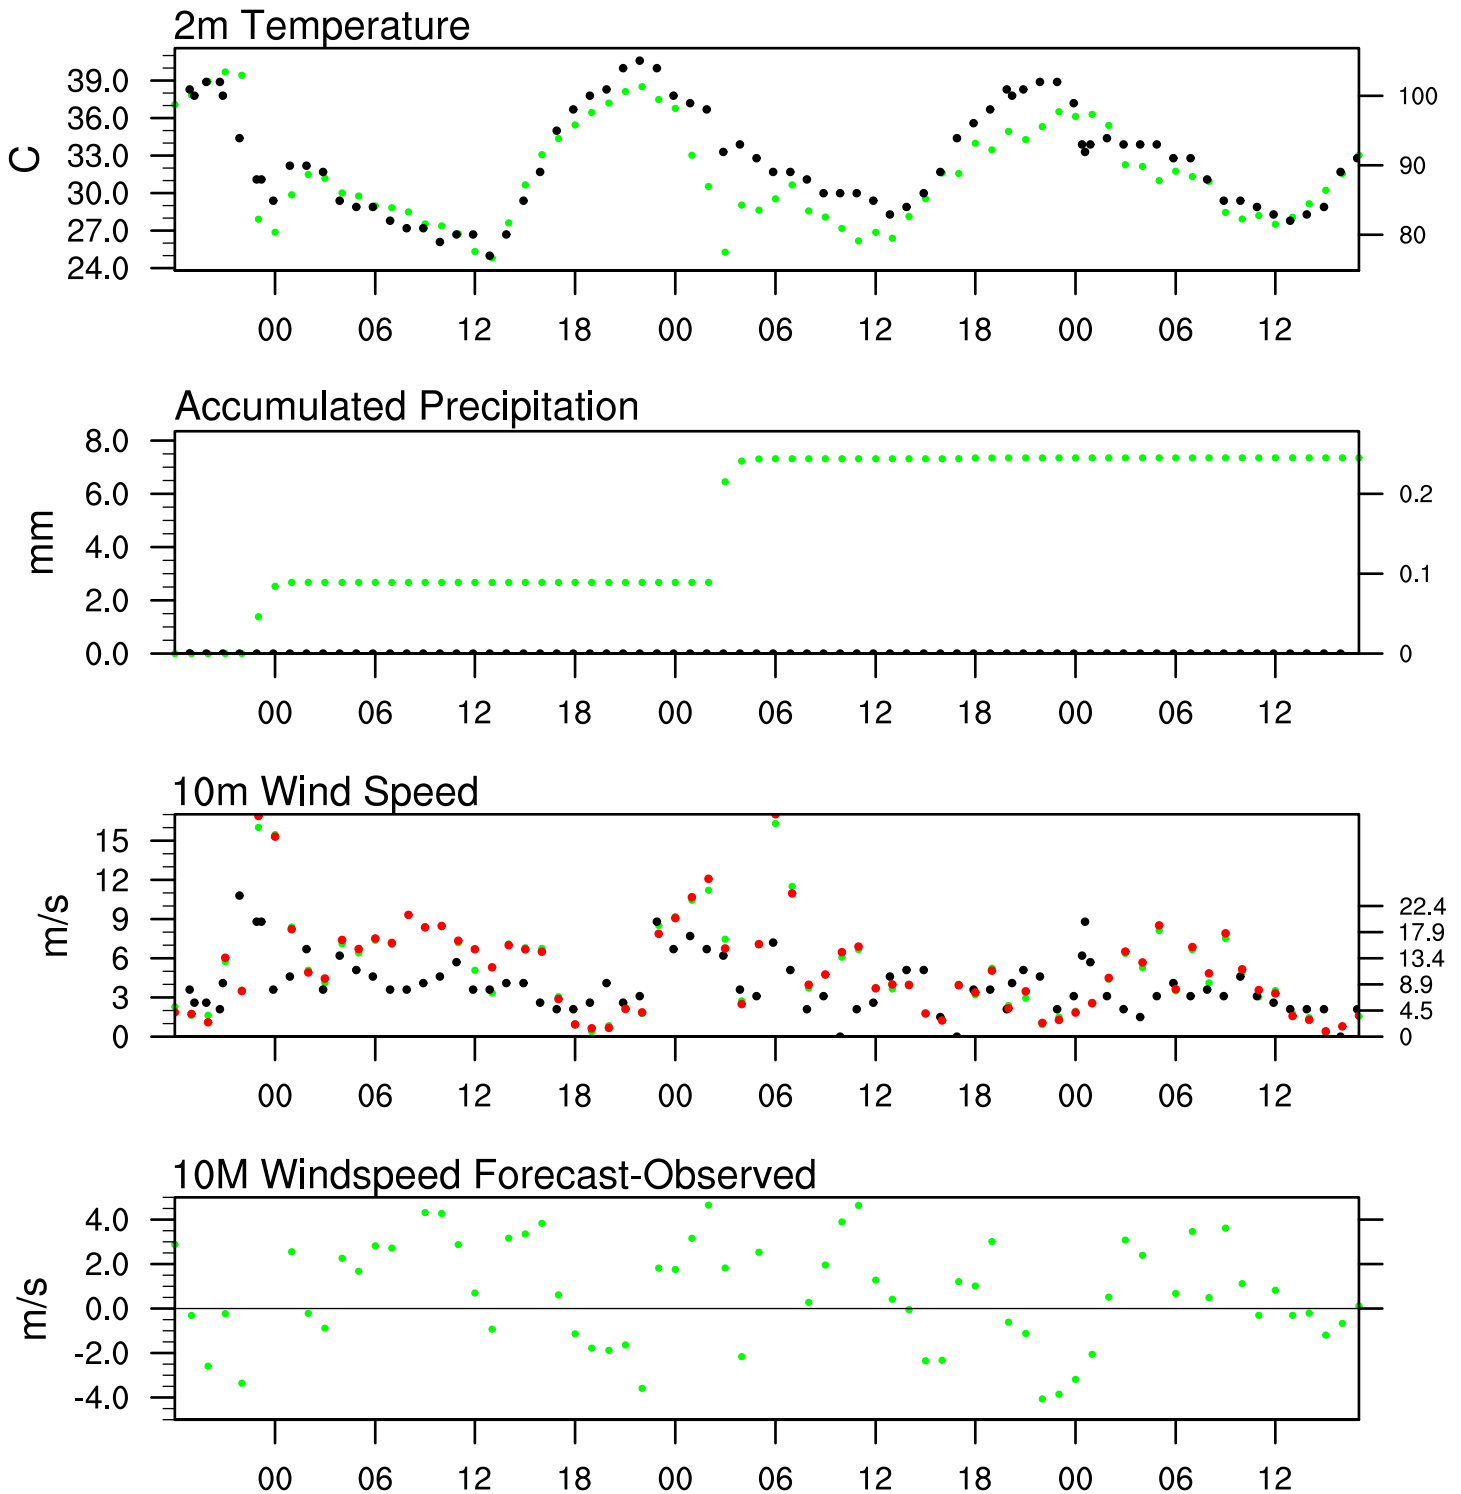 2m Temperature
39.0
36.0
33.0
30.0
27.0
24.0
C
100
90
80
00 06 12 18 00 06 12 18 00 06 12
Accumulated Precipitation
8.0
6.0
4.0
2.0
0.0
mm
0.2
0.1
0
00 06 12 18 00 06 12 18 00 06 12
10m Wind Speed
15
12
9
6
3
0
m/s
22.4
17.9
13.4
8.9
4.5
0
00 06 12 18 00 06 12 18 00 06 12
10M Windspeed Forecast-Observed
4.0
2.0
0.0
-2.0
-4.0
m/s
00 06 12 18 00 06 12 18 00 06 12